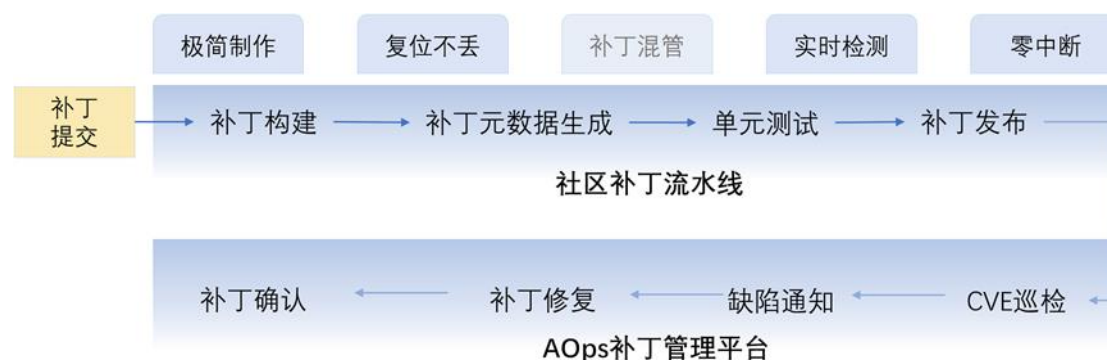 极简制作
复位不丢
补丁混管
实时检测
零中断
补丁
提交
补丁构建
补丁元数据生成
单元测试
补丁发布
社区补丁流水线
补丁确认
补丁修复
缺陷通知
CVE巡检
AOps补丁管理平台